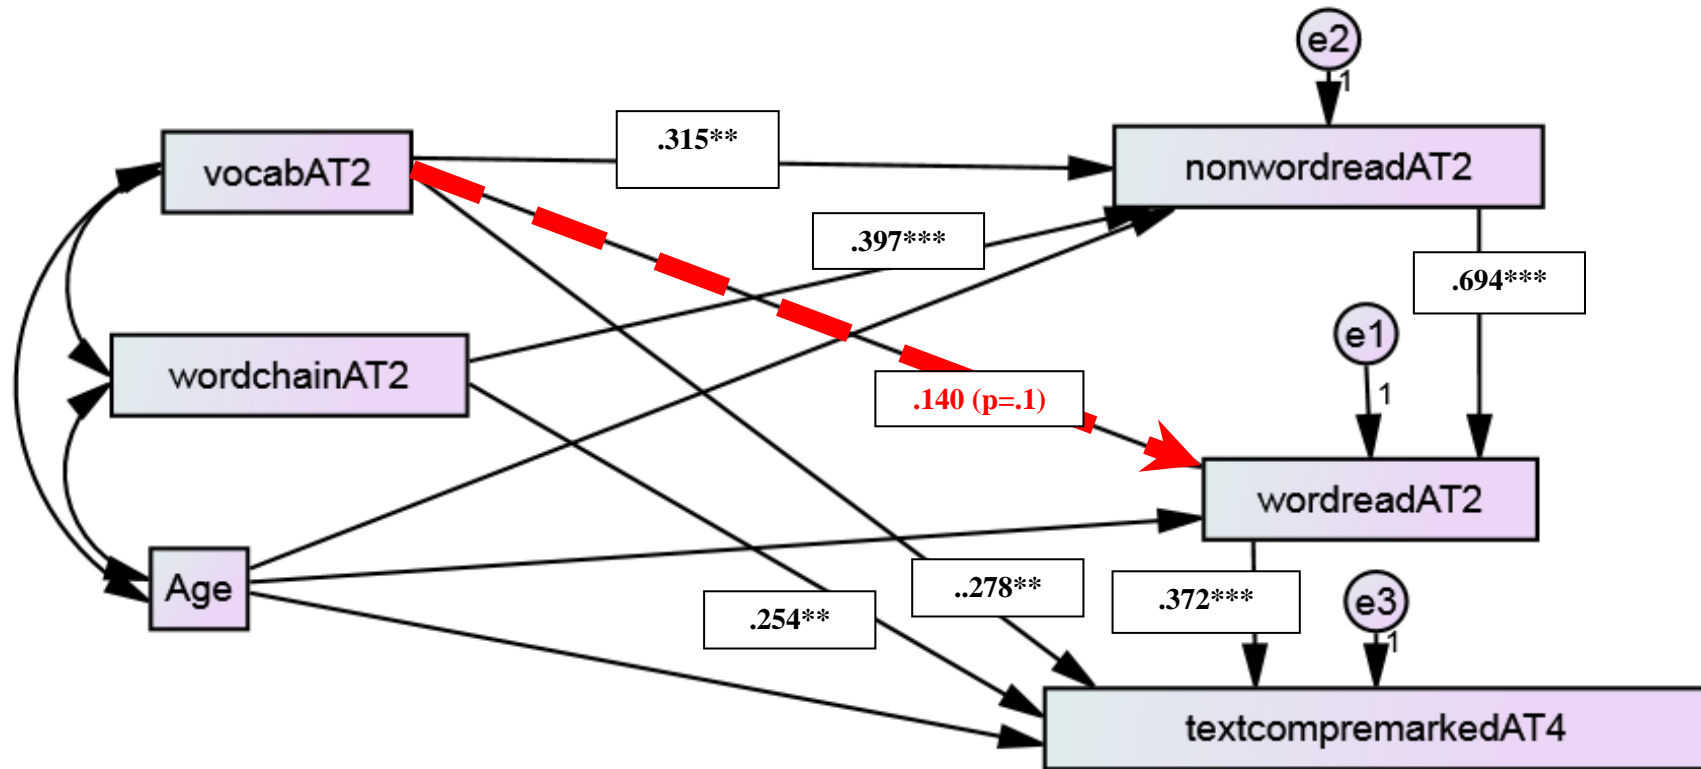 e2
1
vocabAT2
.315**
nonwordreadAT2
.397***
.694***
e1
1
wordchainAT2
.140 (p=.1)
wordreadAT2
Age
..278**
.372***
.254**
e3
1
textcompremarkedAT4